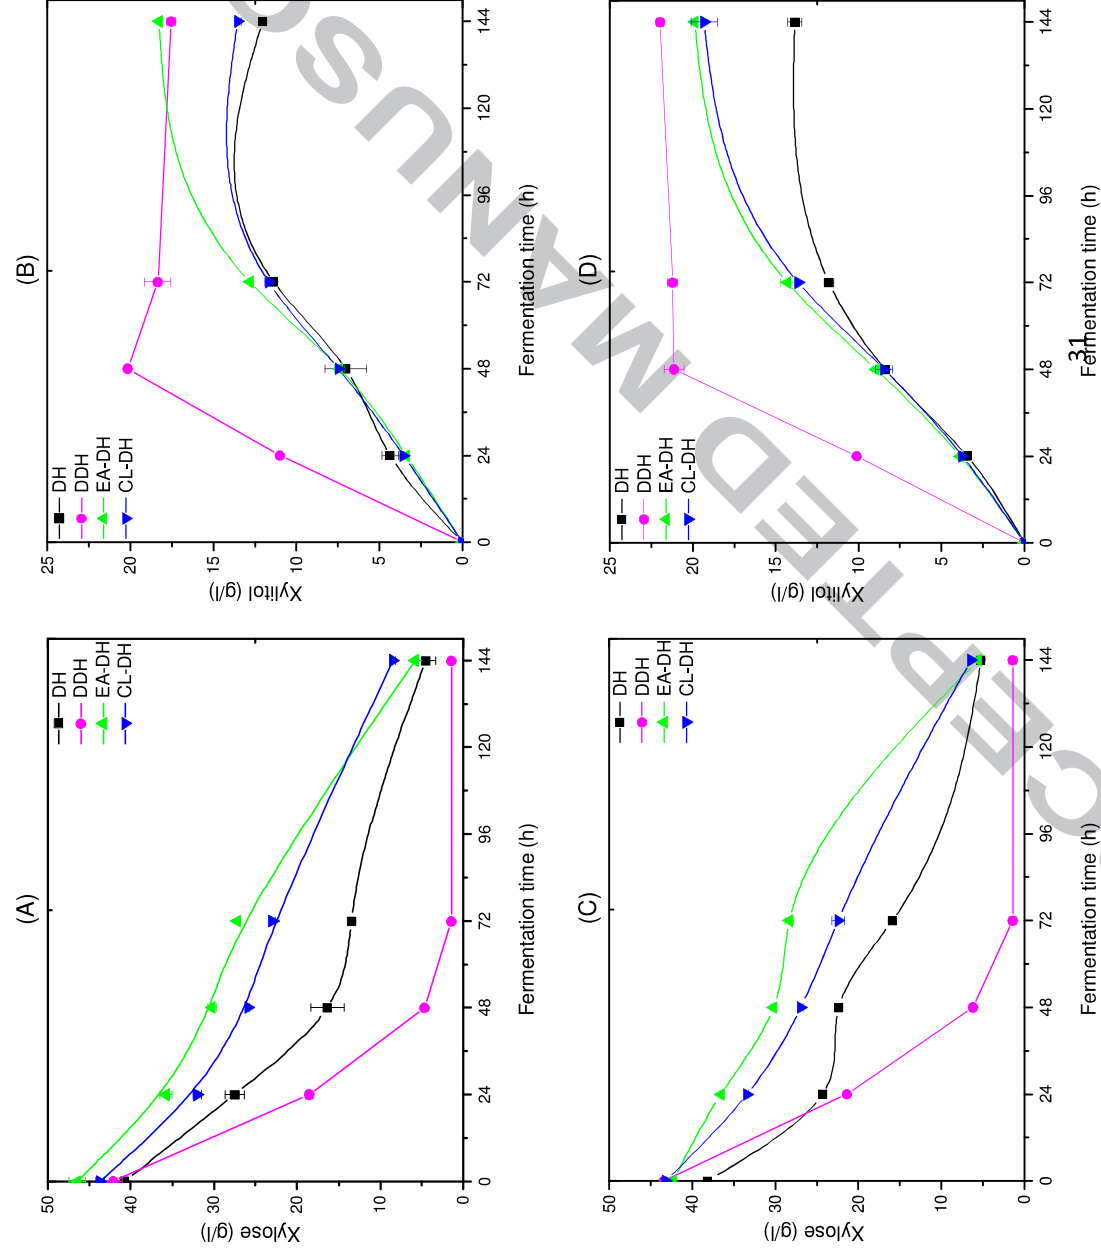 (A)
Xylose (g/l)
50
40
30
20
10
0
0
24
48
72
96
120
144
Fermentation time (h)
DH
DDH
EA-DH
CL-DH
(B)
Xylitol (g/l)
25
20
15
10
5
0
0
24
48
72
96
120
144
Fermentation time (h)
DH
DDH
EA-DH
CL-DH
(C)
Xylose (g/l)
50
40
30
20
10
0
0
24
48
72
96
120
144
Fermentation time (h)
DH
DDH
EA-DH
CL-DH
(D)
Xylitol (g/l)
25
20
15
10
5
0
0
24
48
72
96
120
144
Fermentation time (h)
DH
DDH
EA-DH
CL-DH
31
CEPTED MANUSC